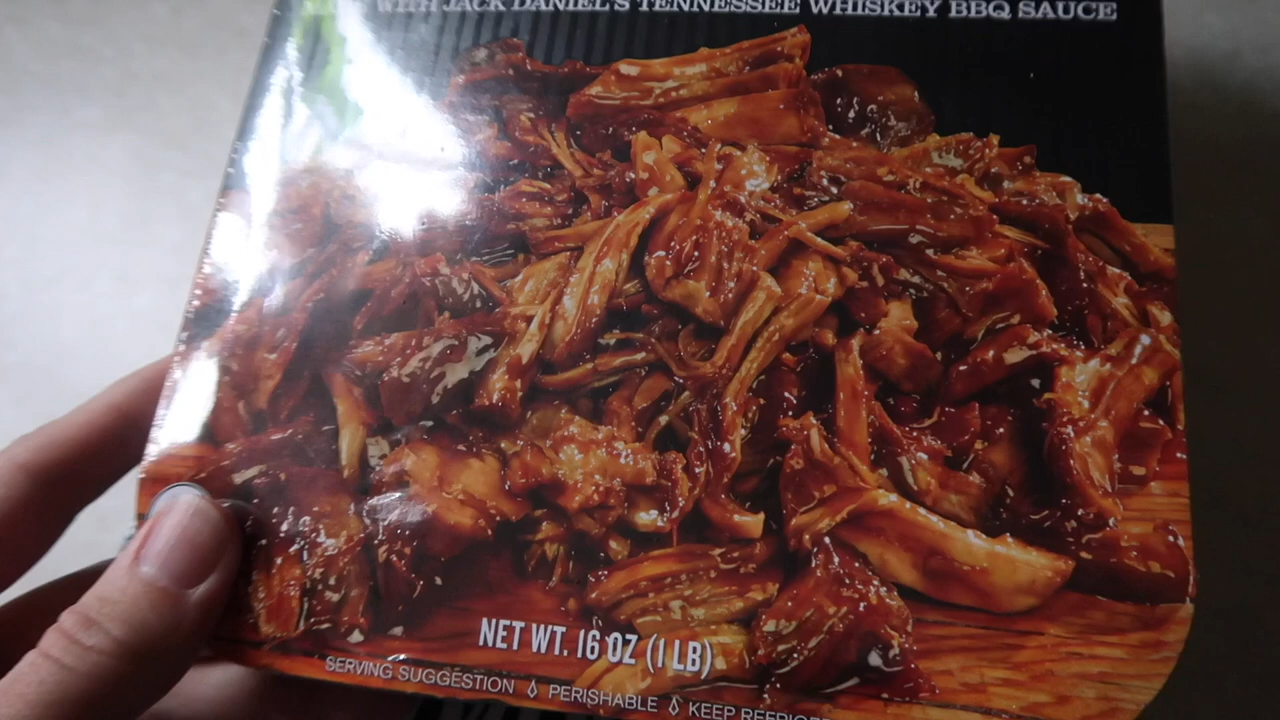 WITH JACK DANIEL'S TENNESSEE WHISKEY BBQ SAUCE
NET WT. 16 OZ (1 LB)
SERVING SUGGESTION ◊ PERISHABLE ◊ KEEP